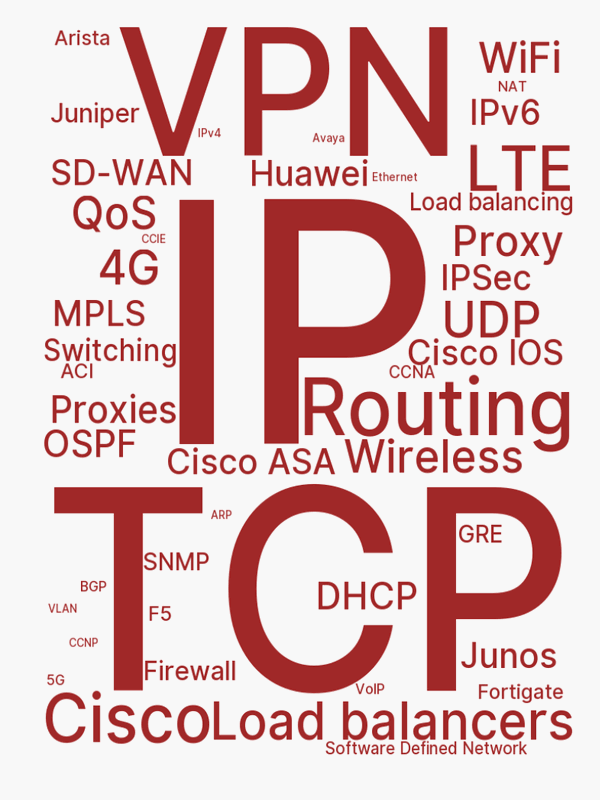 Arista
VPN
WiFi
NAT
Juniper
IPv4
Avaya
IPv6
SD-WAN
Huawei
Ethernet
LTE
Load balancing
QoS
CCIE
IP
Proxy
4G
IPSec
MPLS
UDP
Switching
Cisco IOS
ACI
CCNA
Proxies
Routing
OSPF
Cisco ASA
Wireless
TCP
ARP
GRE
SNMP
BGP
DHCP
VLAN
F5
CCNP
Junos
Firewall
5G
VoIP
Fortigate
Cisco
Load balancers
Software Defined Network